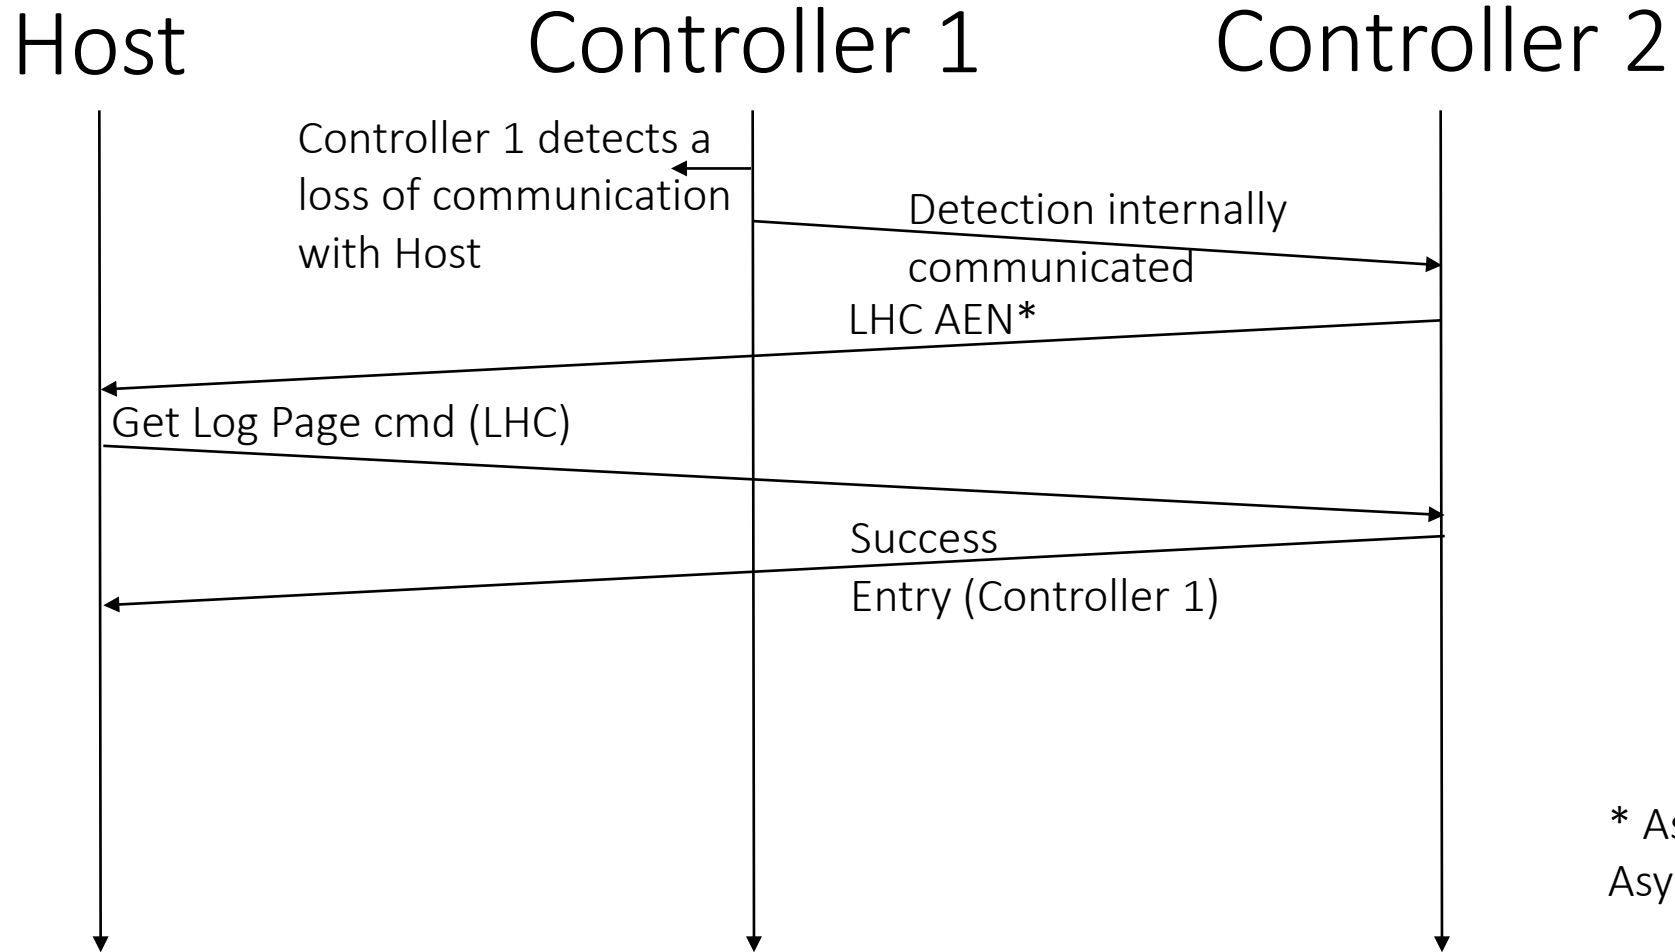 Host
Controller 1
Controller 2
Controller 1 detects a
loss of communication
with Host
Detection internally
communicated
LHC AEN*
Get Log Page cmd (LHC)
Success
Entry (Controller 1)
*